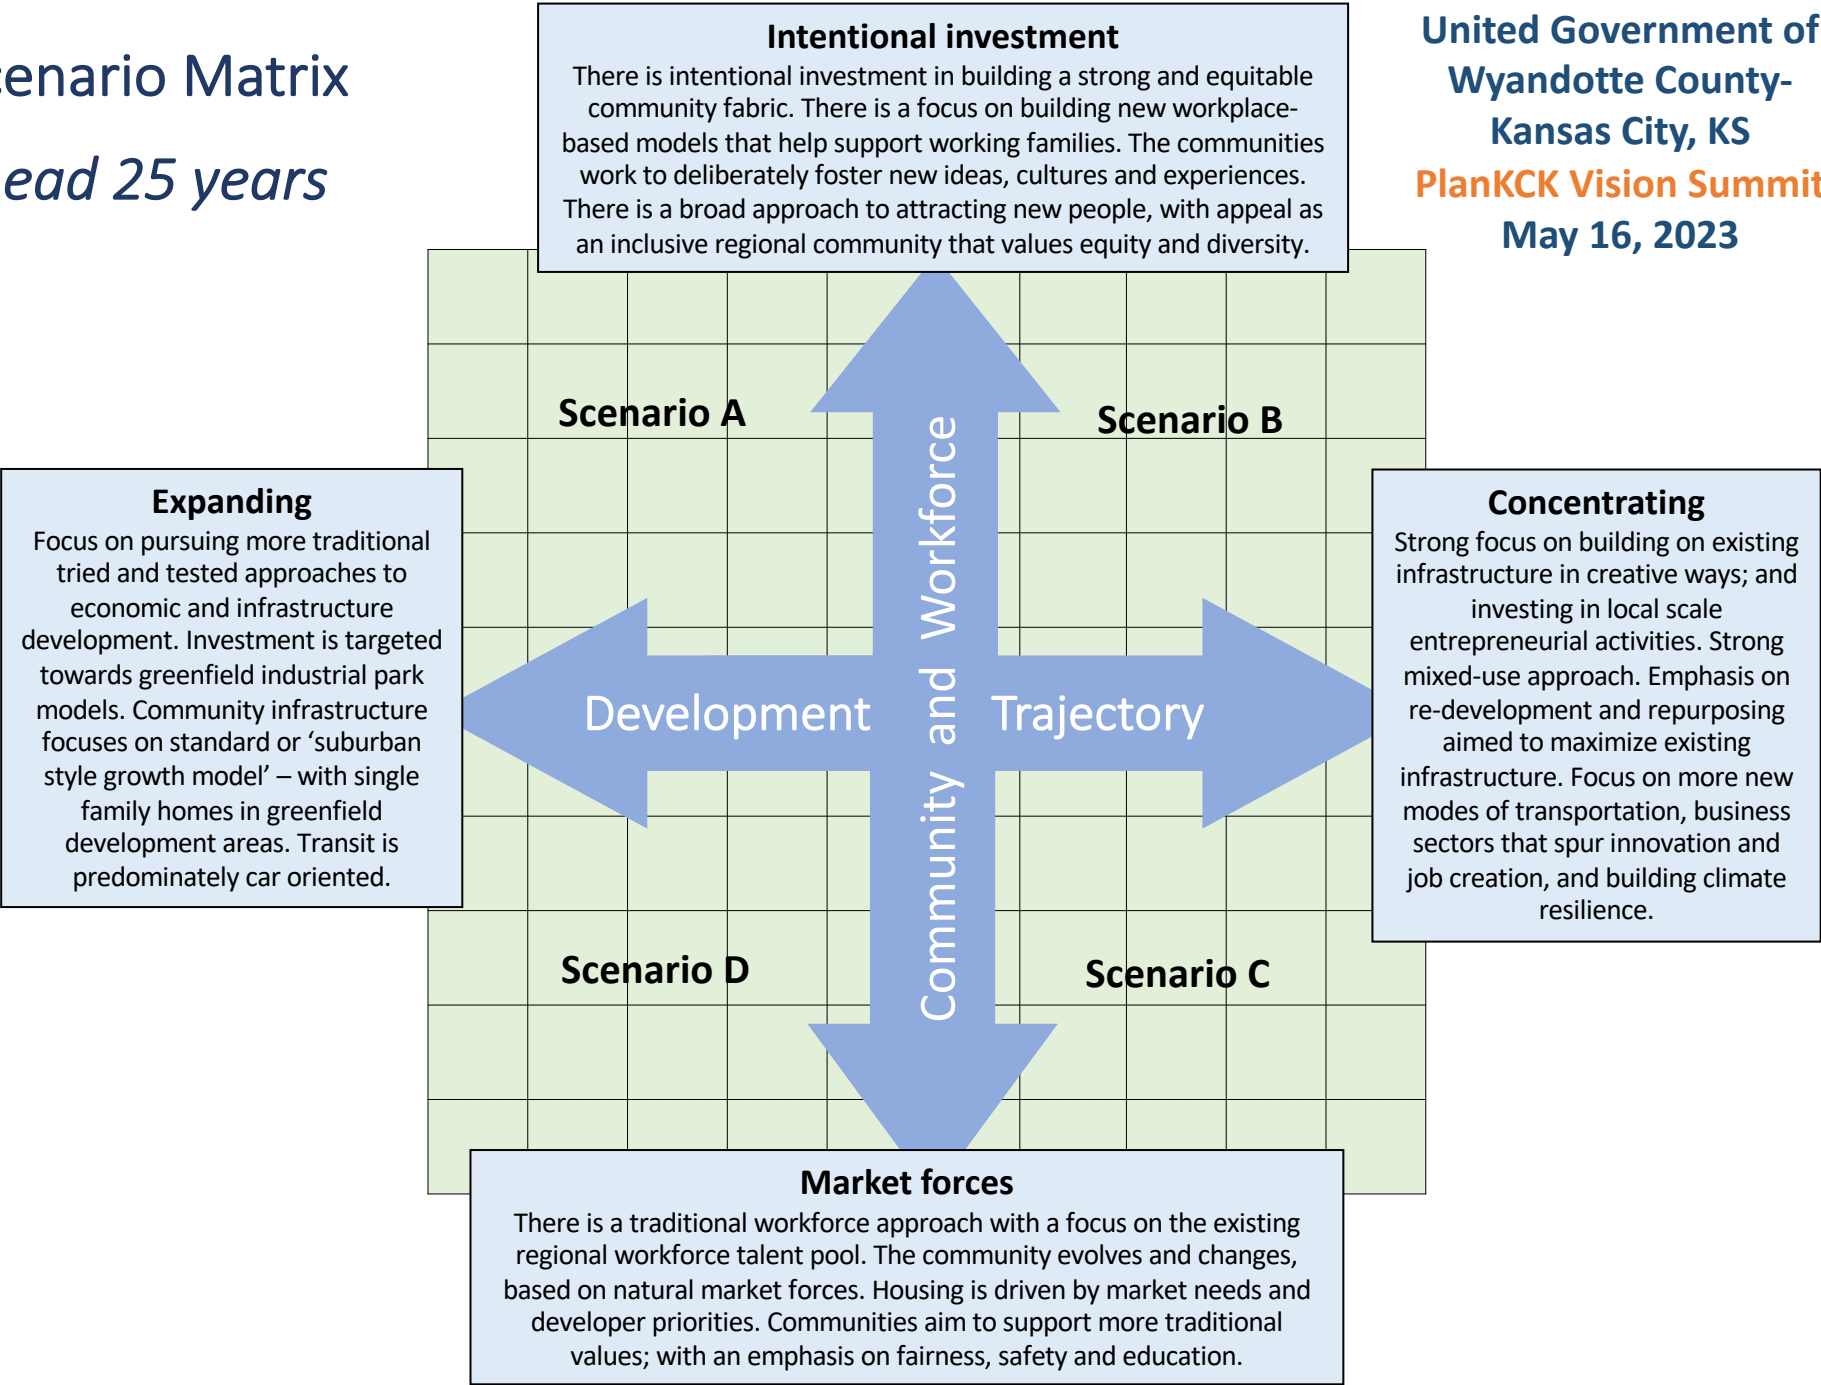 cenario Matrix
ead 25 years
United Government of
Wyandotte County-
Kansas City, KS
PlanKCK Vision Summit
May 16, 2023
Intentional investment
There is intentional investment in building a strong and equitable
community fabric. There is a focus on building new workplace-
based models that help support working families. The communities
work to deliberately foster new ideas, cultures and experiences.
There is a broad approach to attracting new people, with appeal as
an inclusive regional community that values equity and diversity.
Scenario A
Scenario B
Expanding
Focus on pursuing more traditional
tried and tested approaches to
economic and infrastructure
development. Investment is targeted
towards greenfield industrial park
models. Community infrastructure
focuses on standard or ‘suburban
style growth model’ – with single
family homes in greenfield
development areas. Transit is
predominately car oriented.
Development Trajectory
Community and Workforce
Concentrating
Strong focus on building on existing
infrastructure in creative ways; and
investing in local scale
entrepreneurial activities. Strong
mixed-use approach. Emphasis on
re-development and repurposing
aimed to maximize existing
infrastructure. Focus on more new
modes of transportation, business
sectors that spur innovation and
job creation, and building climate
resilience.
Scenario D
Scenario C
Market forces
There is a traditional workforce approach with a focus on the existing
regional workforce talent pool. The community evolves and changes,
based on natural market forces. Housing is driven by market needs and
developer priorities. Communities aim to support more traditional
values; with an emphasis on fairness, safety and education.